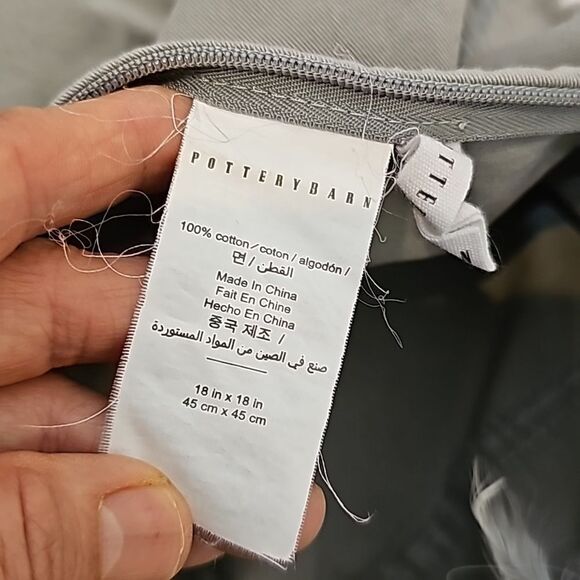 POTTERYBARN
100% cotton / coton / algodón /
면 / القطن /
Made In China
Fait En Chine
Hecho En China
중국 제조 /
صنع في الصين من المواد المستوردة
18 in x 18 in
45 cm x 45 cm